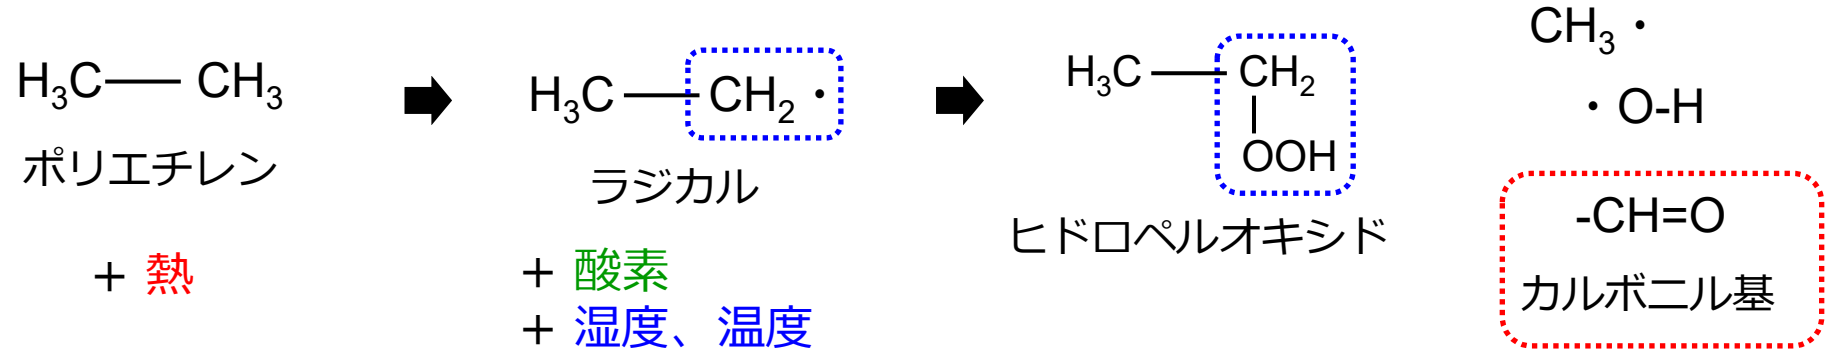 H₃C— CH₃
ポリエチレン
+ 熱
H₃C—CH₂・
ラジカル
+ 酸素
+ 湿度、温度
H₃C—CH₂
OOH
ヒドロペルオキシド
CH₃・
・O-H
-CH=O
カルボニル基